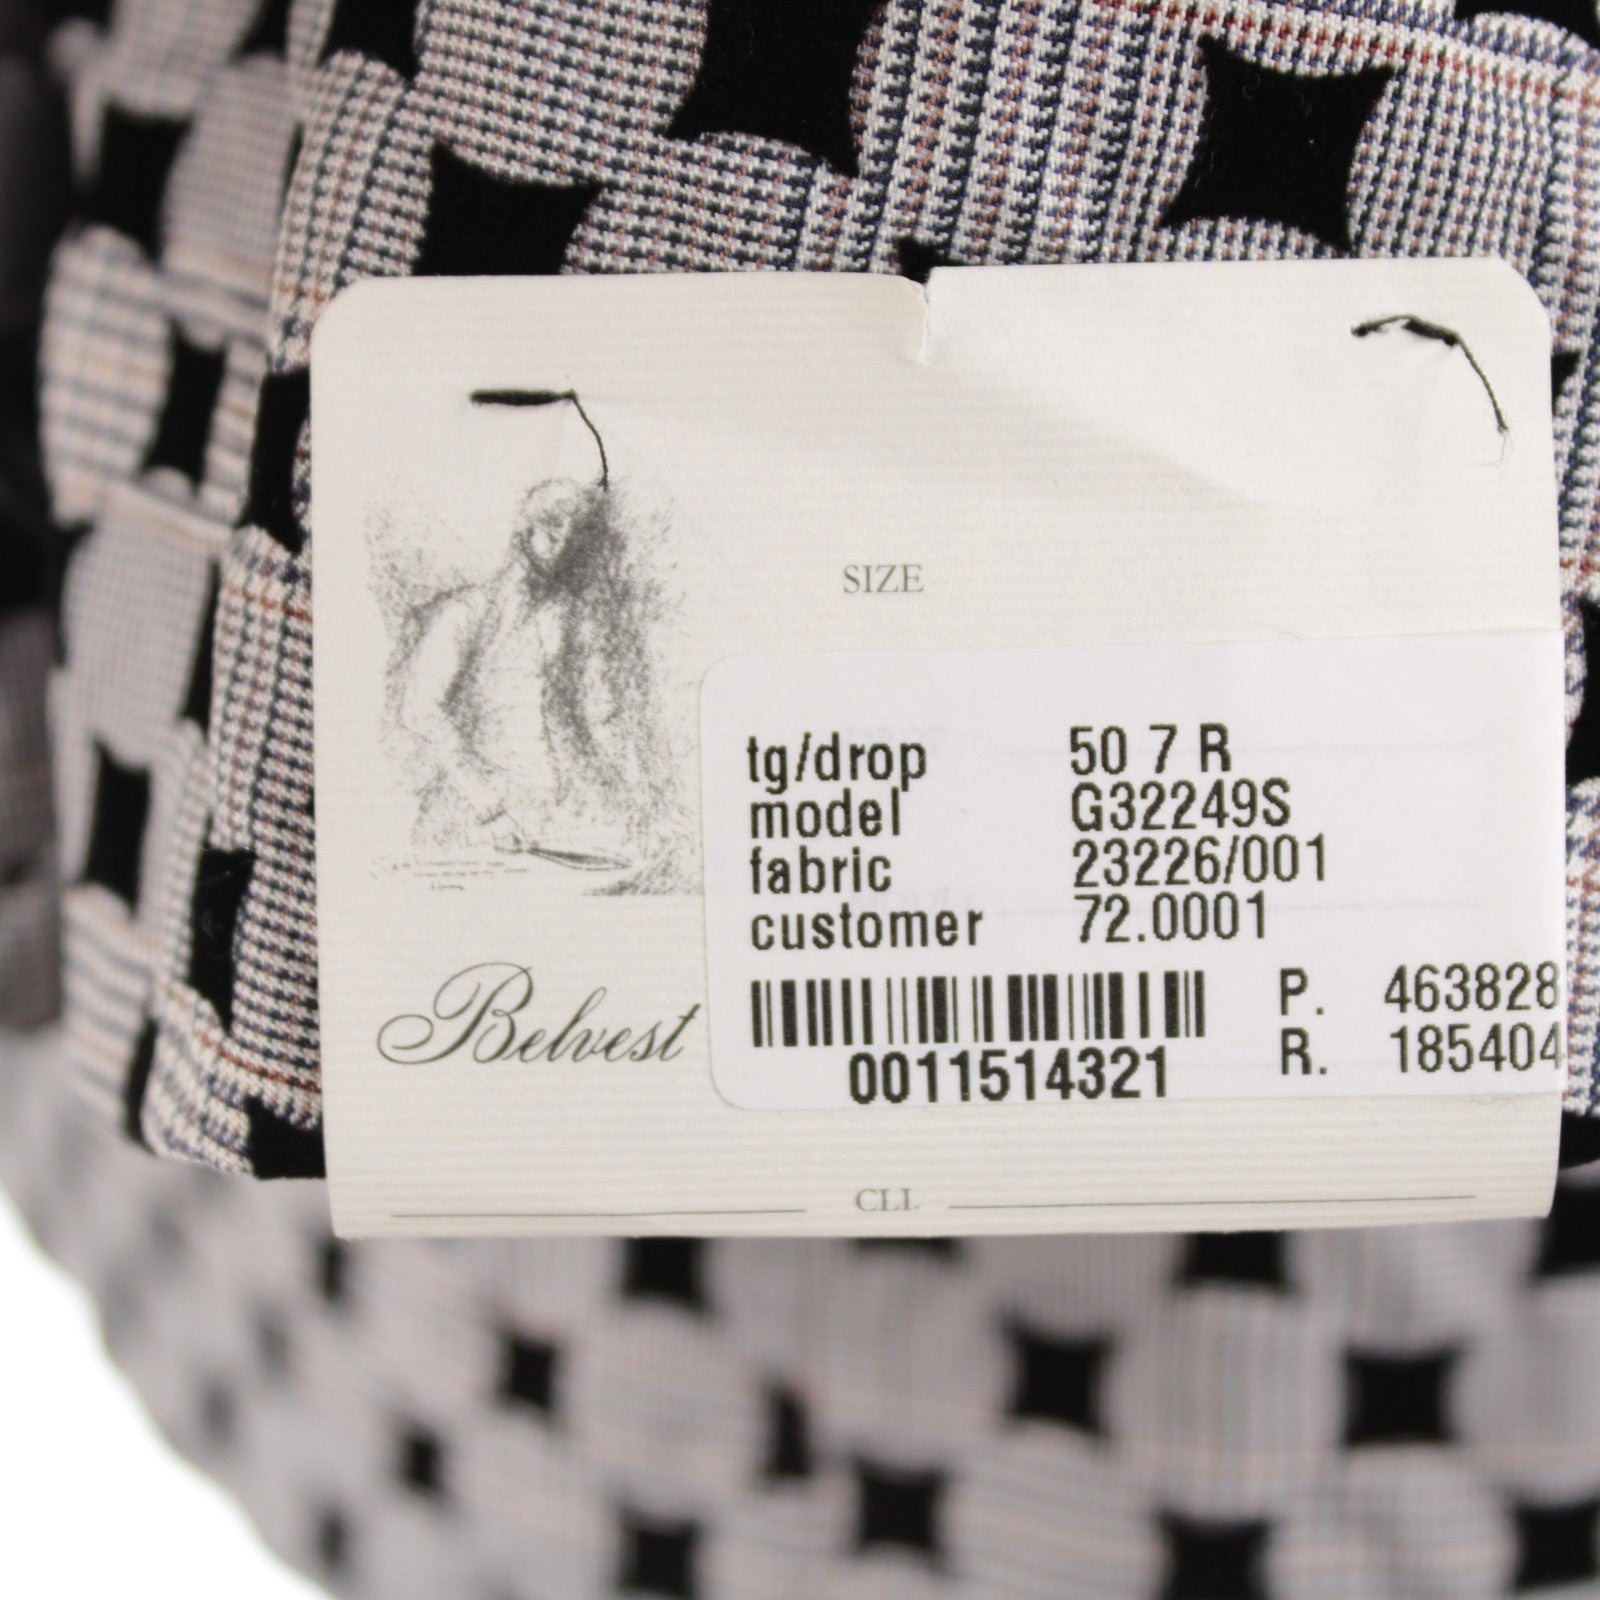 SIZE
tg/drop 50 7 R
model G32249S
fabric 23226/001
customer 72.0001
P. 463828
R. 185404
0011514321
Belvest
CLI.